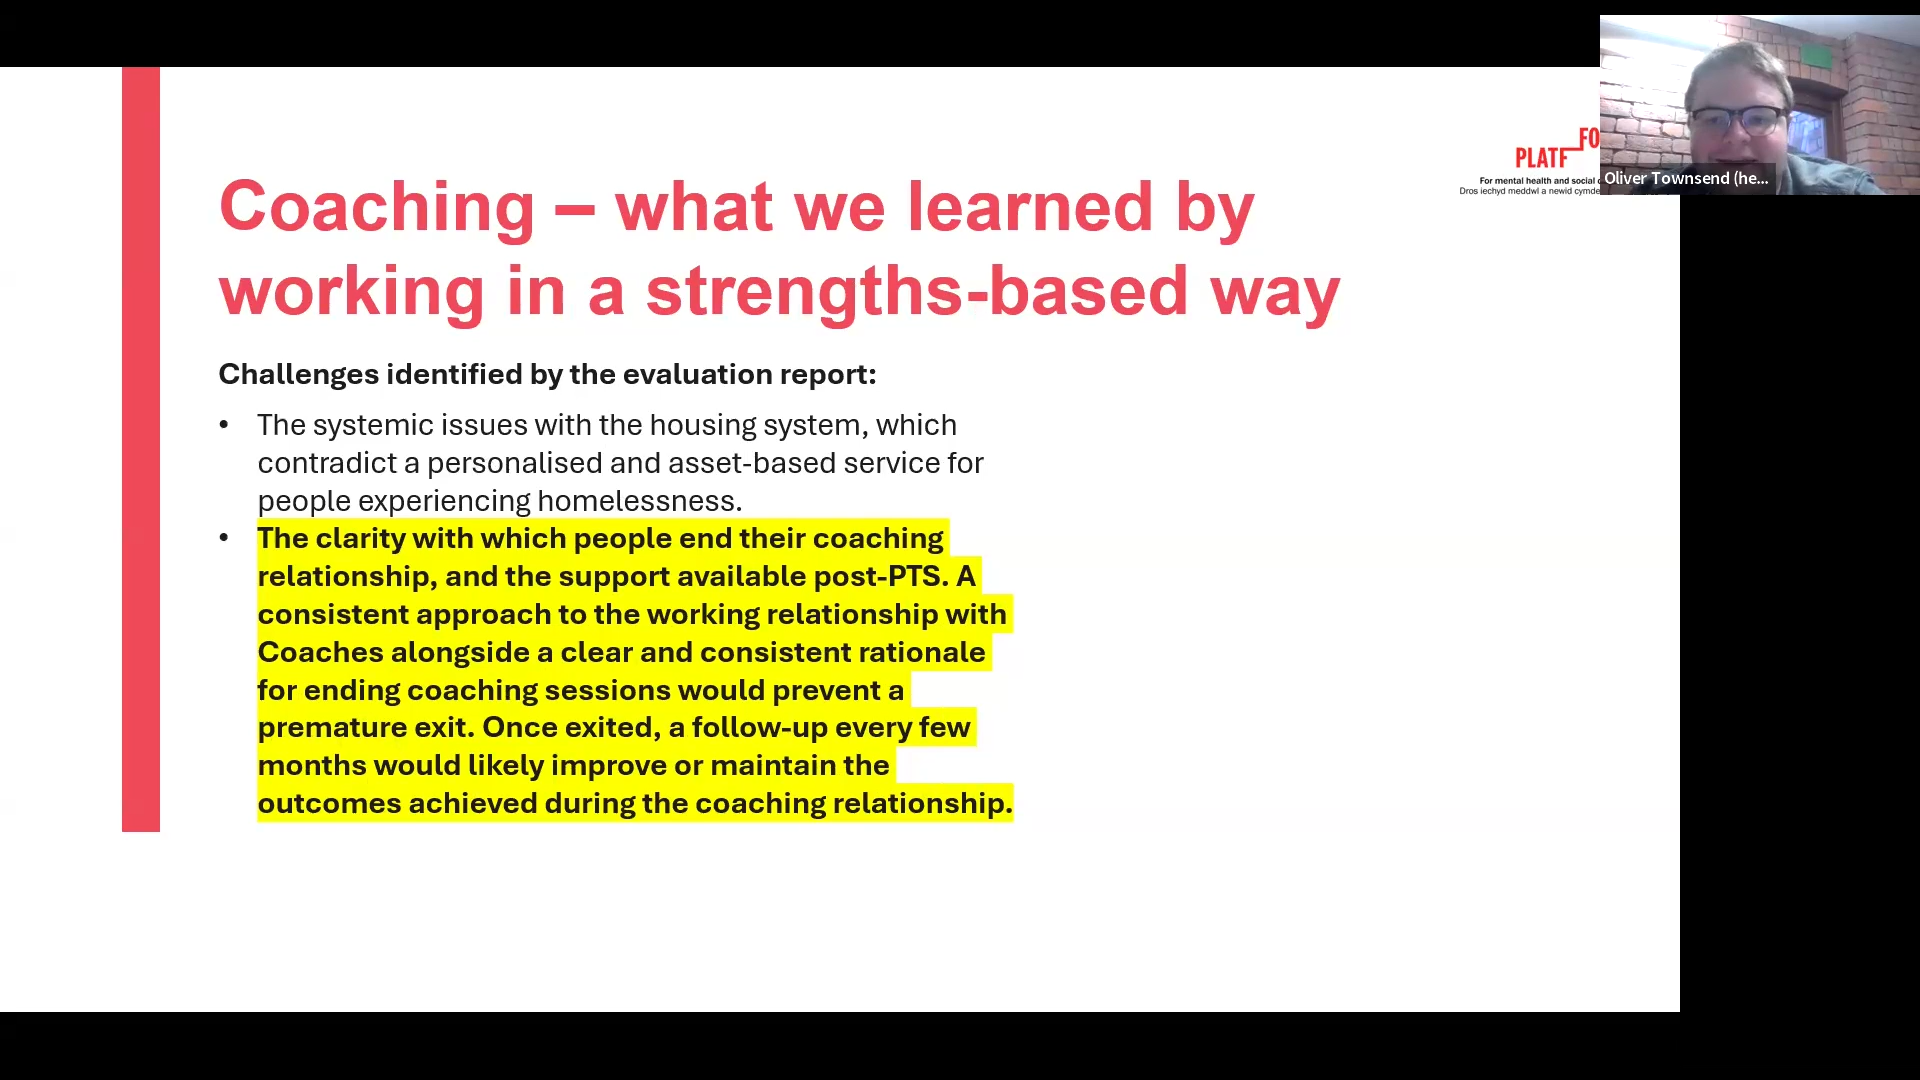 PLATF
FO
For mental health and social c
Dros iechyd meddwl a newid cymde
Oliver Townsend (he...
Coaching – what we learned by
working in a strengths-based way
Challenges identified by the evaluation report:
• The systemic issues with the housing system, which
contradict a personalised and asset-based service for
people experiencing homelessness.
• The clarity with which people end their coaching
relationship, and the support available post-PTS. A
consistent approach to the working relationship with
Coaches alongside a clear and consistent rationale
for ending coaching sessions would prevent a
premature exit. Once exited, a follow-up every few
months would likely improve or maintain the
outcomes achieved during the coaching relationship.